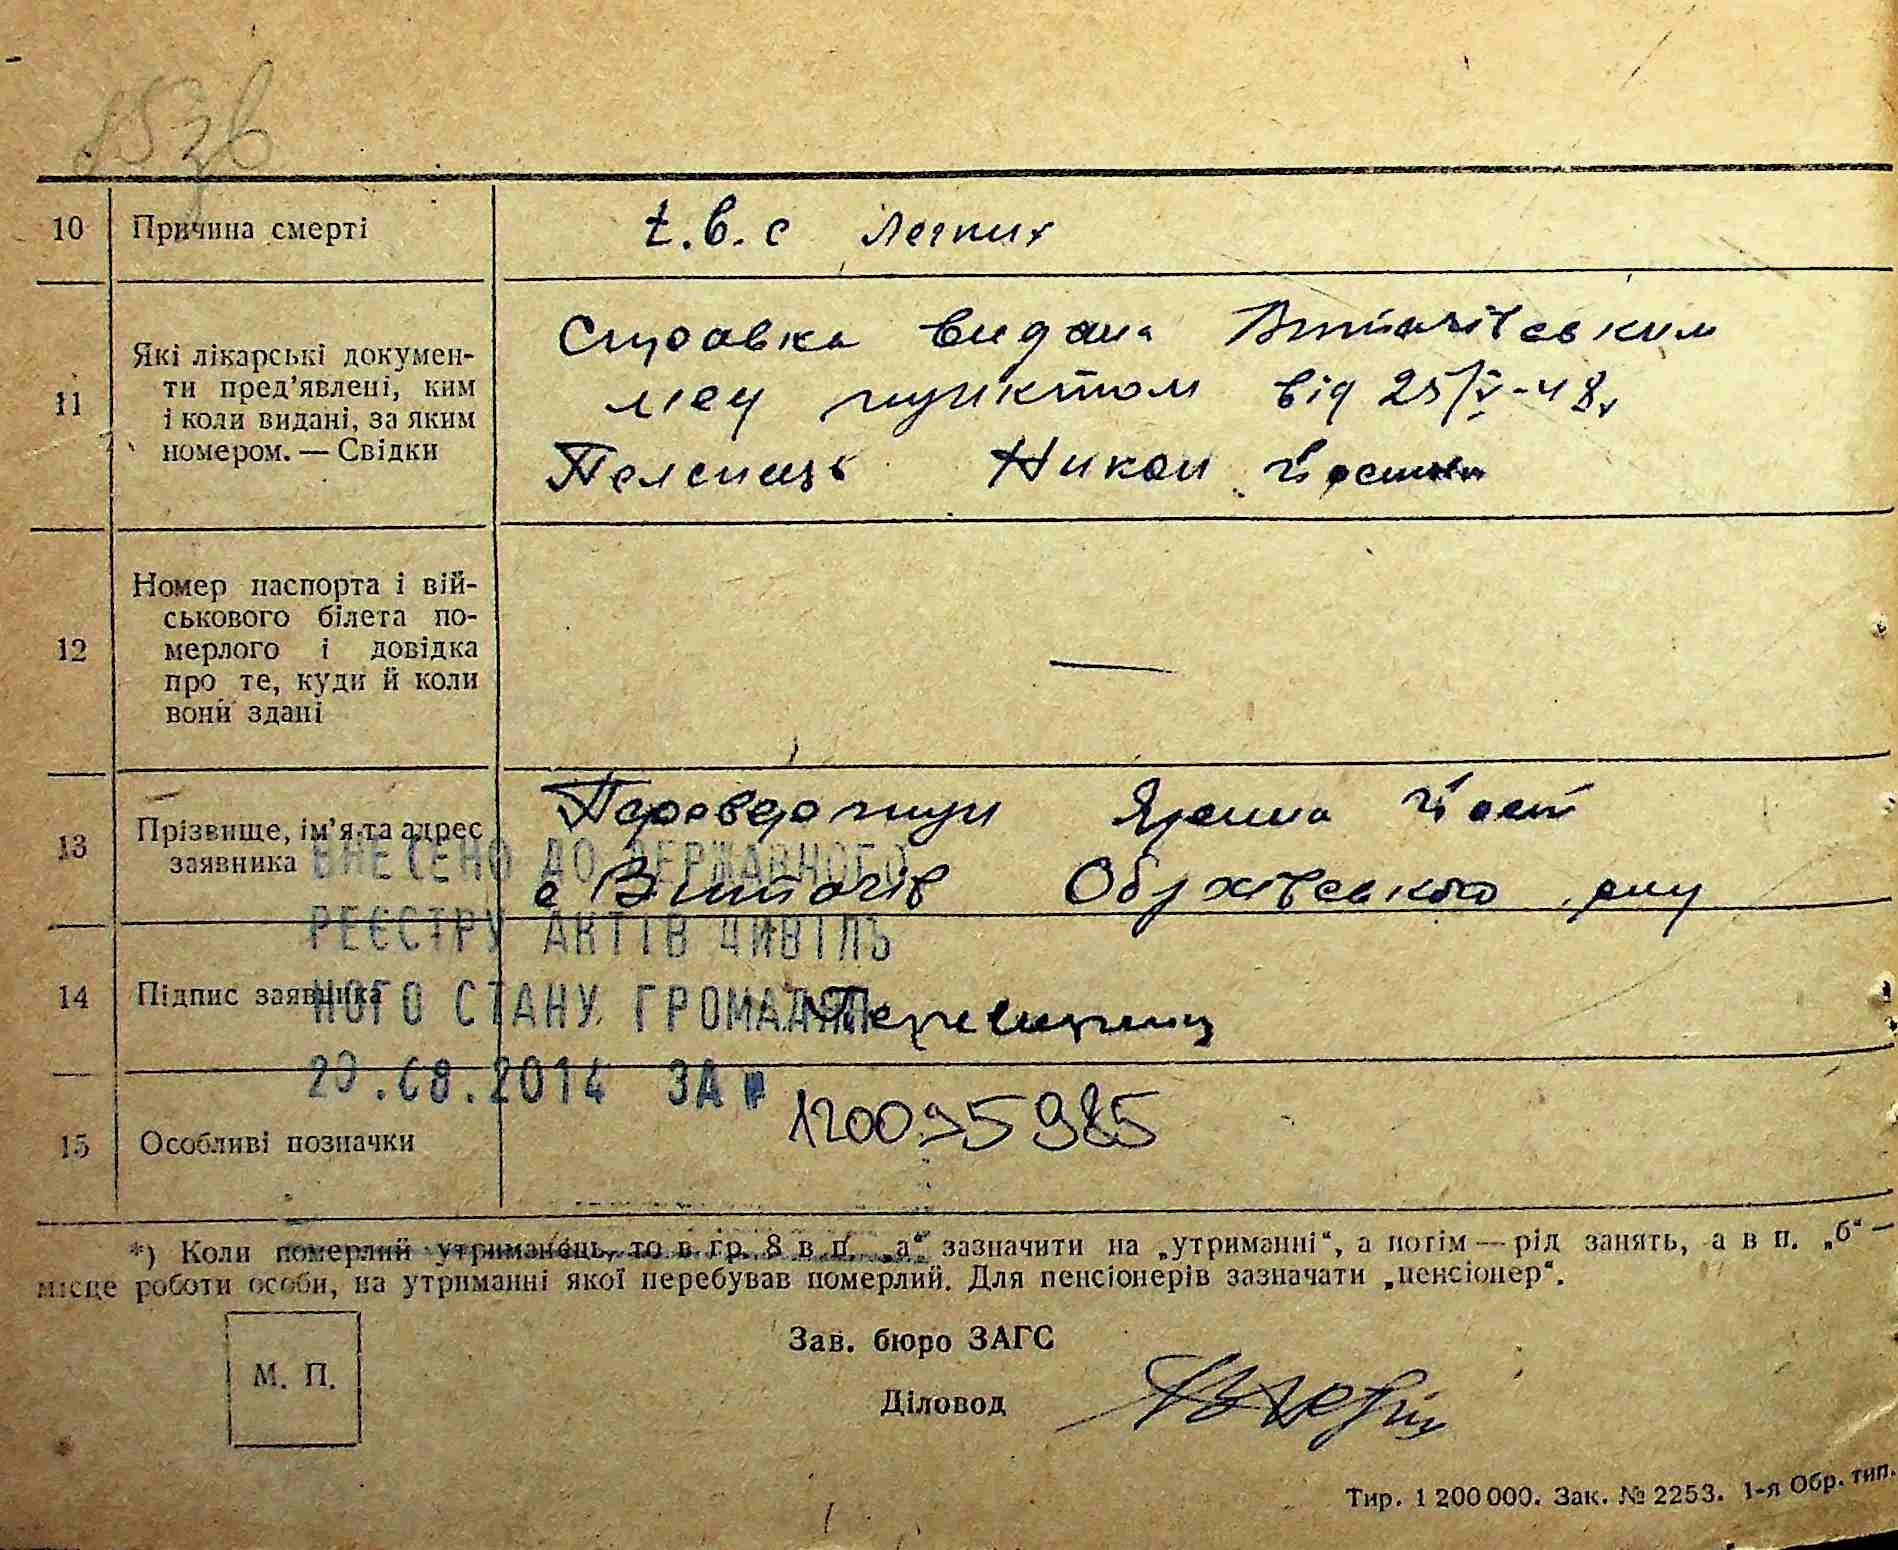 10 Причина смерті t.в.с легких
11 Які лікарські докумен-
ти пред'явлені, ким
і коли видані, за яким
номером. — Свідки
Справка видана Витачівским
мед пунктом від 25/V-48
Никон
12 Номер паспорта і вій-
ськового білета по-
мерлого і довідка
про те, куди й коли
вони здані
—
13 Прізвище, ім'я та адрес
заявника
Ярина
с Витачів Обухівського р-ну
14 Підпис заявника
ВНЕСЕНО ДО ДЕРЖАВНОГО
РЕЄСТРУ АКТІВ ЦИВІЛЬ
НОГО СТАНУ ГРОМАДЯН
29.08.2014 ЗА № 120095985
15 Особливі позначки
*) Коли померлий утриманець, то в гр. 8 в п. „а“ зазначити на „утриманні“, а потім — рід занять, а в п. „б“ —
місце роботи особи, на утриманні якої перебував померлий. Для пенсіонерів зазначати „пенсіонер“.
М. П.
Зав. бюро ЗАГС
Діловод
Тир. 1 200 000. Зак. № 2253. 1-я Обр. тип.